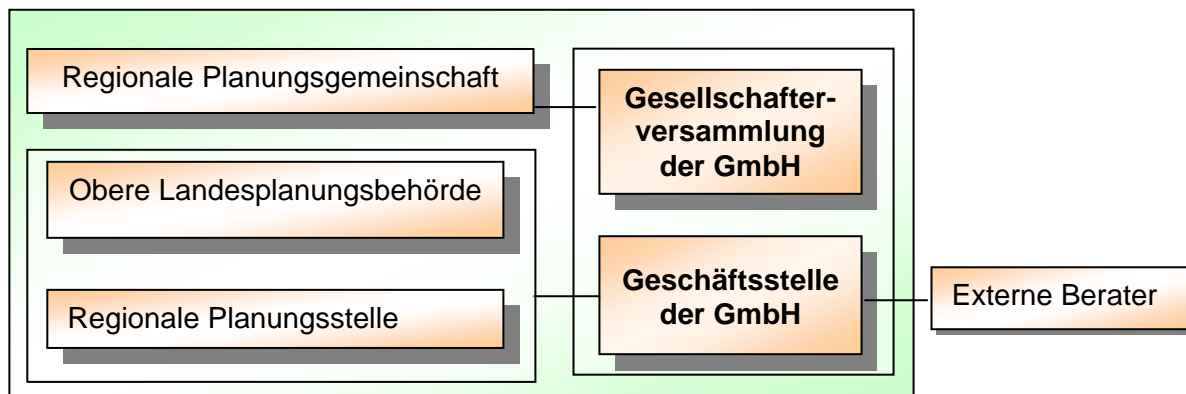 Regionale Planungsgemeinschaft
Gesellschafter-
versammlung
der GmbH
Obere Landesplanungsbehörde
Regionale Planungsstelle
Geschäftsstelle
der GmbH
Externe Berater